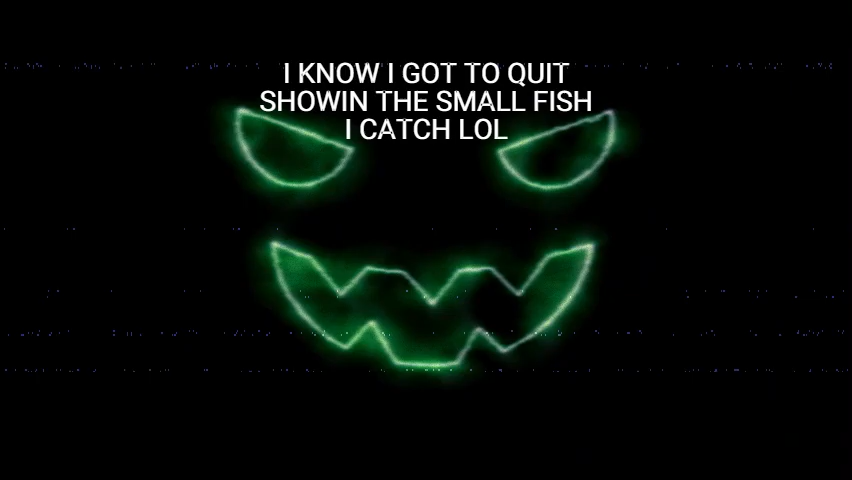 I KNOW I GOT TO QUIT
SHOWIN THE SMALL FISH
I CATCH LOL